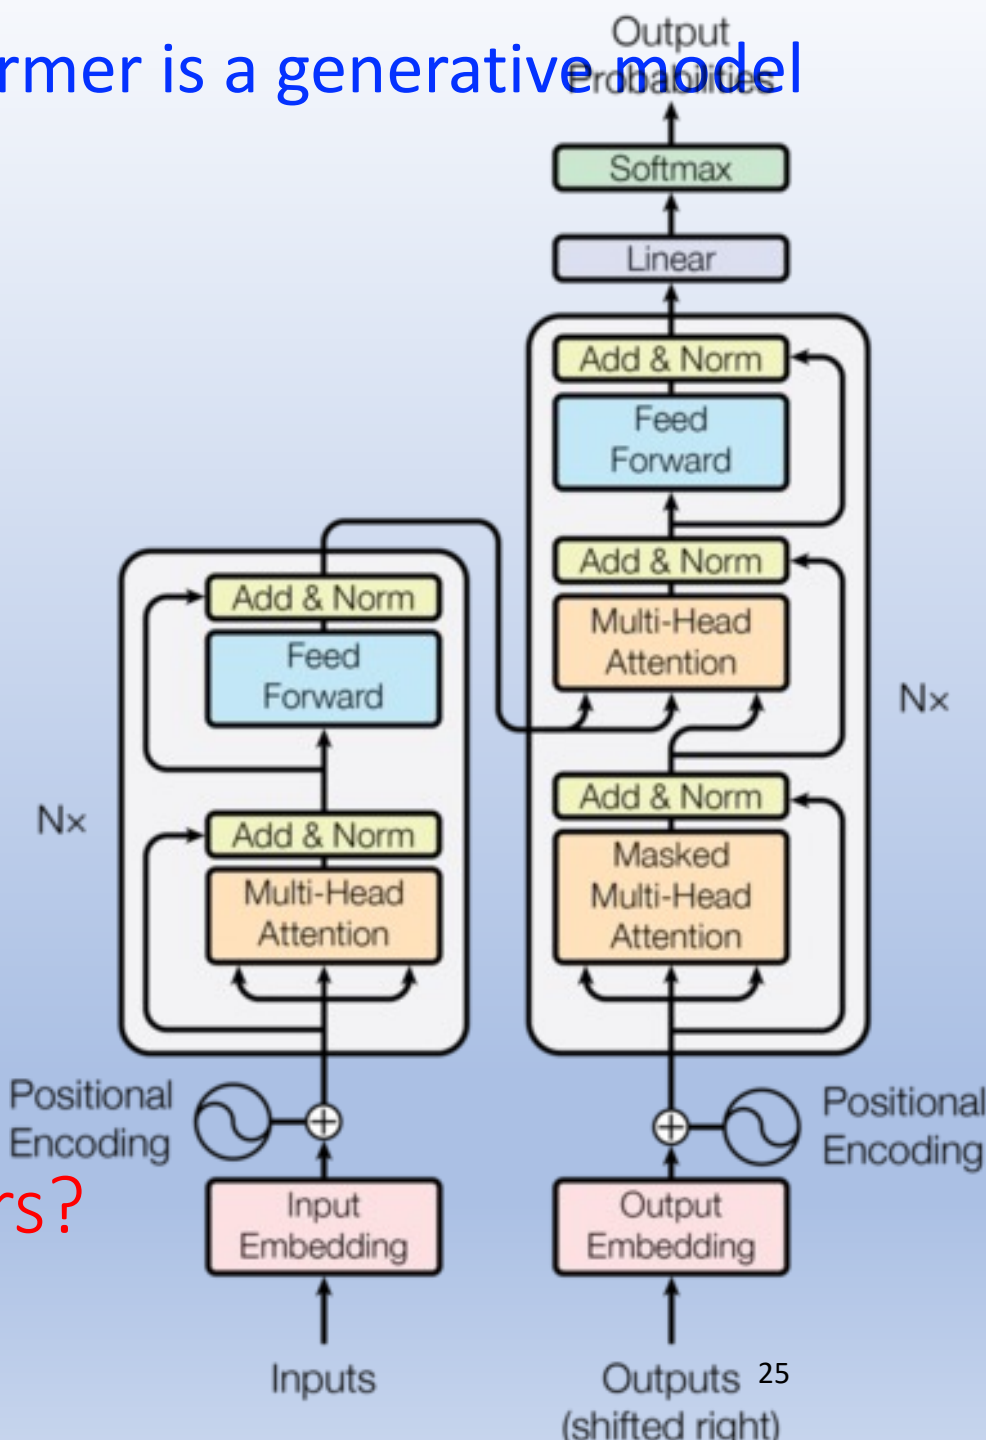 rmer is a generative model
Output
Probabilities
Softmax
Linear
Add & Norm
Feed
Forward
Add & Norm
Multi-Head
Attention
Nx
Add & Norm
Masked
Multi-Head
Attention
Add & Norm
Feed
Forward
Nx
Add & Norm
Multi-Head
Attention
Positional
Encoding
Positional
Encoding
rs?
Input
Embedding
Output
Embedding
Inputs
Outputs
(shifted right)
25